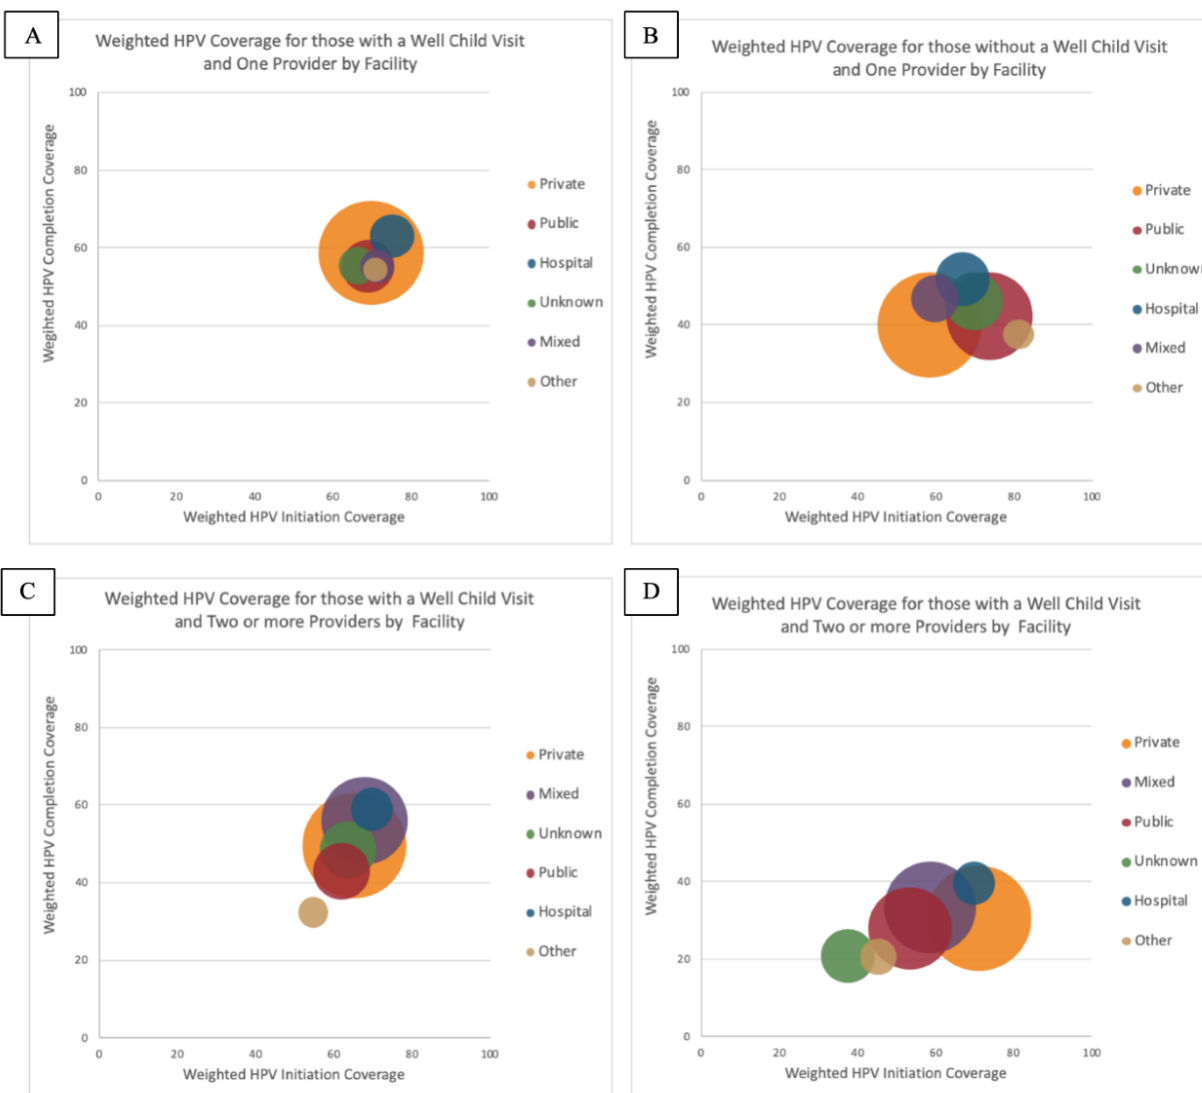 A
Weighted HPV Coverage for those with a Well Child Visit
and One Provider by Facility
Wegihted HPV Completion Coverage
100
80
60
40
20
0
0 20 40 60 80 100
Weighted HPV Initiation Coverage
Private
Public
Hospital
Unknown
Mixed
Other
B
Weighted HPV Coverage for those without a Well Child Visit
and One Provider by Facility
Weighted HPV Completion Coverage
100
80
60
40
20
0
0 20 40 60 80 100
Weighted HPV Initiation Coverage
Private
Public
Unknown
Hospital
Mixed
Other
C
Weighted HPV Coverage for those with a Well Child Visit
and Two or more Providers by Facility
Weighted HPV Completion Coverage
100
80
60
40
20
0
0 20 40 60 80 100
Weighted HPV Initiation Coverage
Private
Mixed
Unknown
Public
Hospital
Other
D
Weighted HPV Coverage for those with a Well Child Visit
and Two or more Providers by Facility
Weighted HPV Completion Coverage
100
80
60
40
20
0
0 20 40 60 80 100
Weighted HPV Initiation Coverage
Private
Mixed
Public
Unknown
Hospital
Other